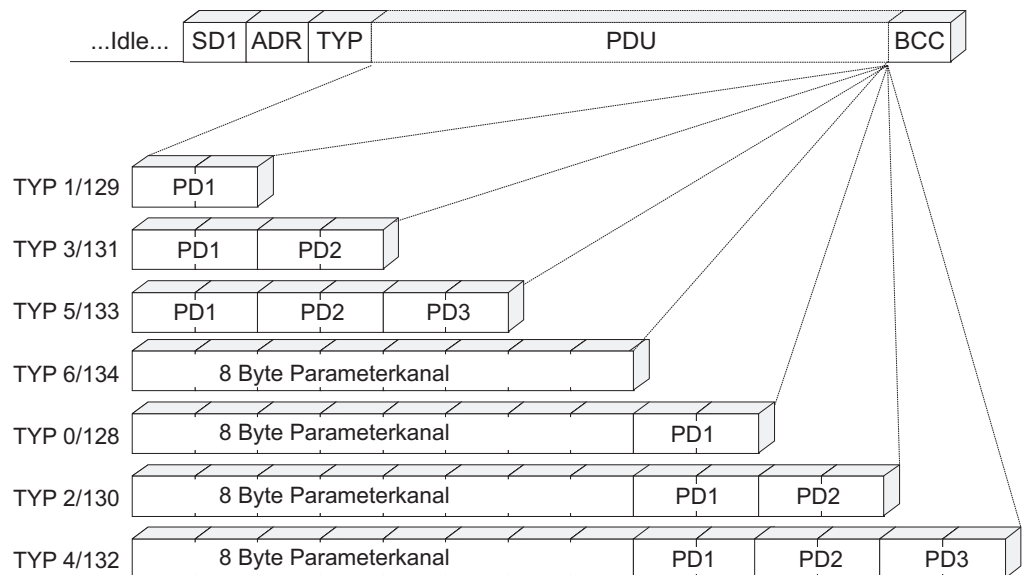 ...Idle... SD1 ADR TYP PDU BCC
TYP 1/129 PD1
TYP 3/131 PD1 PD2
TYP 5/133 PD1 PD2 PD3
TYP 6/134 8 Byte Parameterkanal
TYP 0/128 8 Byte Parameterkanal PD1
TYP 2/130 8 Byte Parameterkanal PD1 PD2
TYP 4/132 8 Byte Parameterkanal PD1 PD2 PD3